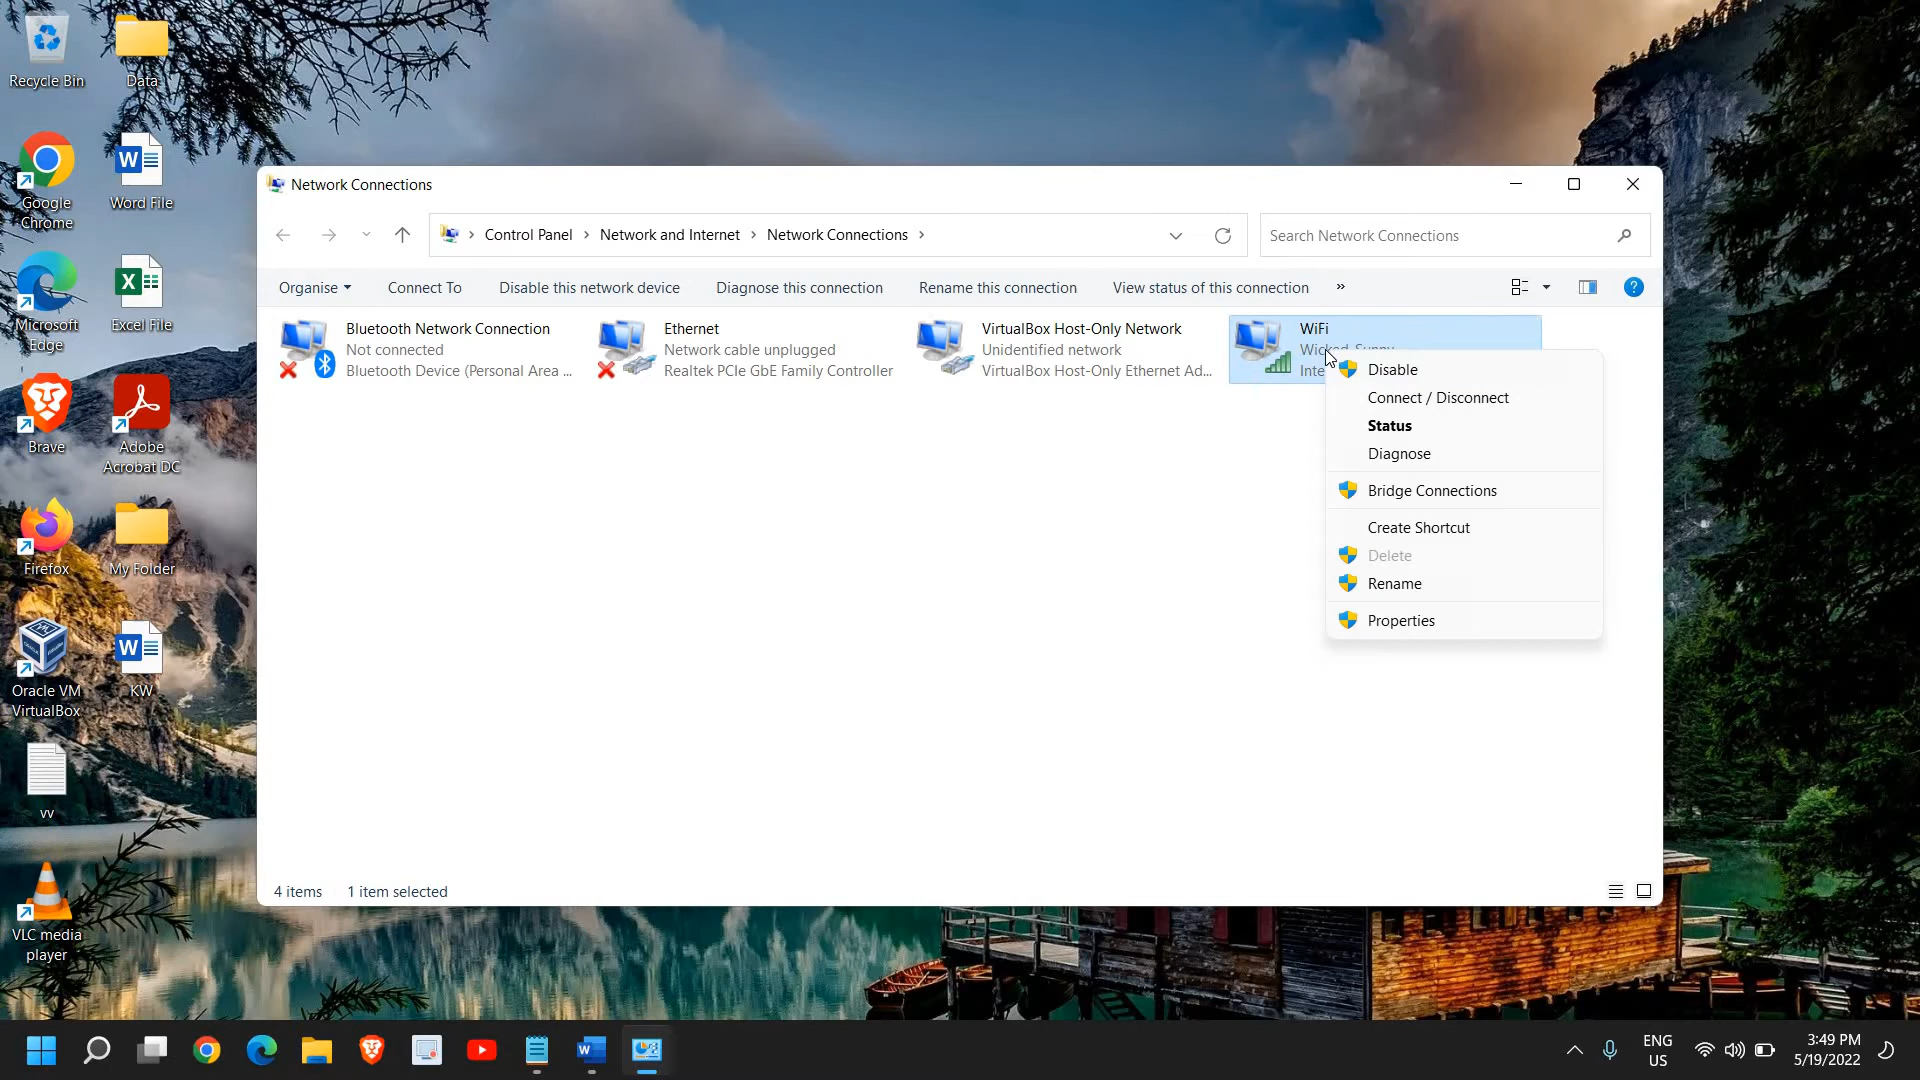 Recycle Bin
Data
Google
Chrome
Word File
Microsoft
Edge
Excel File
Brave
Adobe
Acrobat DC
Firefox
My Folder
Oracle VM
VirtualBox
KW
vv
VLC media
player
Network Connections
Control Panel > Network and Internet > Network Connections >
Search Network Connections
Organise
Connect To
Disable this network device
Diagnose this connection
Rename this connection
View status of this connection
»
Bluetooth Network Connection
Not connected
Bluetooth Device (Personal Area ...
Ethernet
Network cable unplugged
Realtek PCIe GbE Family Controller
VirtualBox Host-Only Network
Unidentified network
VirtualBox Host-Only Ethernet Ad...
WiFi
Disable
Connect / Disconnect
Status
Diagnose
Bridge Connections
Create Shortcut
Delete
Rename
Properties
4 items
1 item selected
ENG
US
3:49 PM
5/19/2022